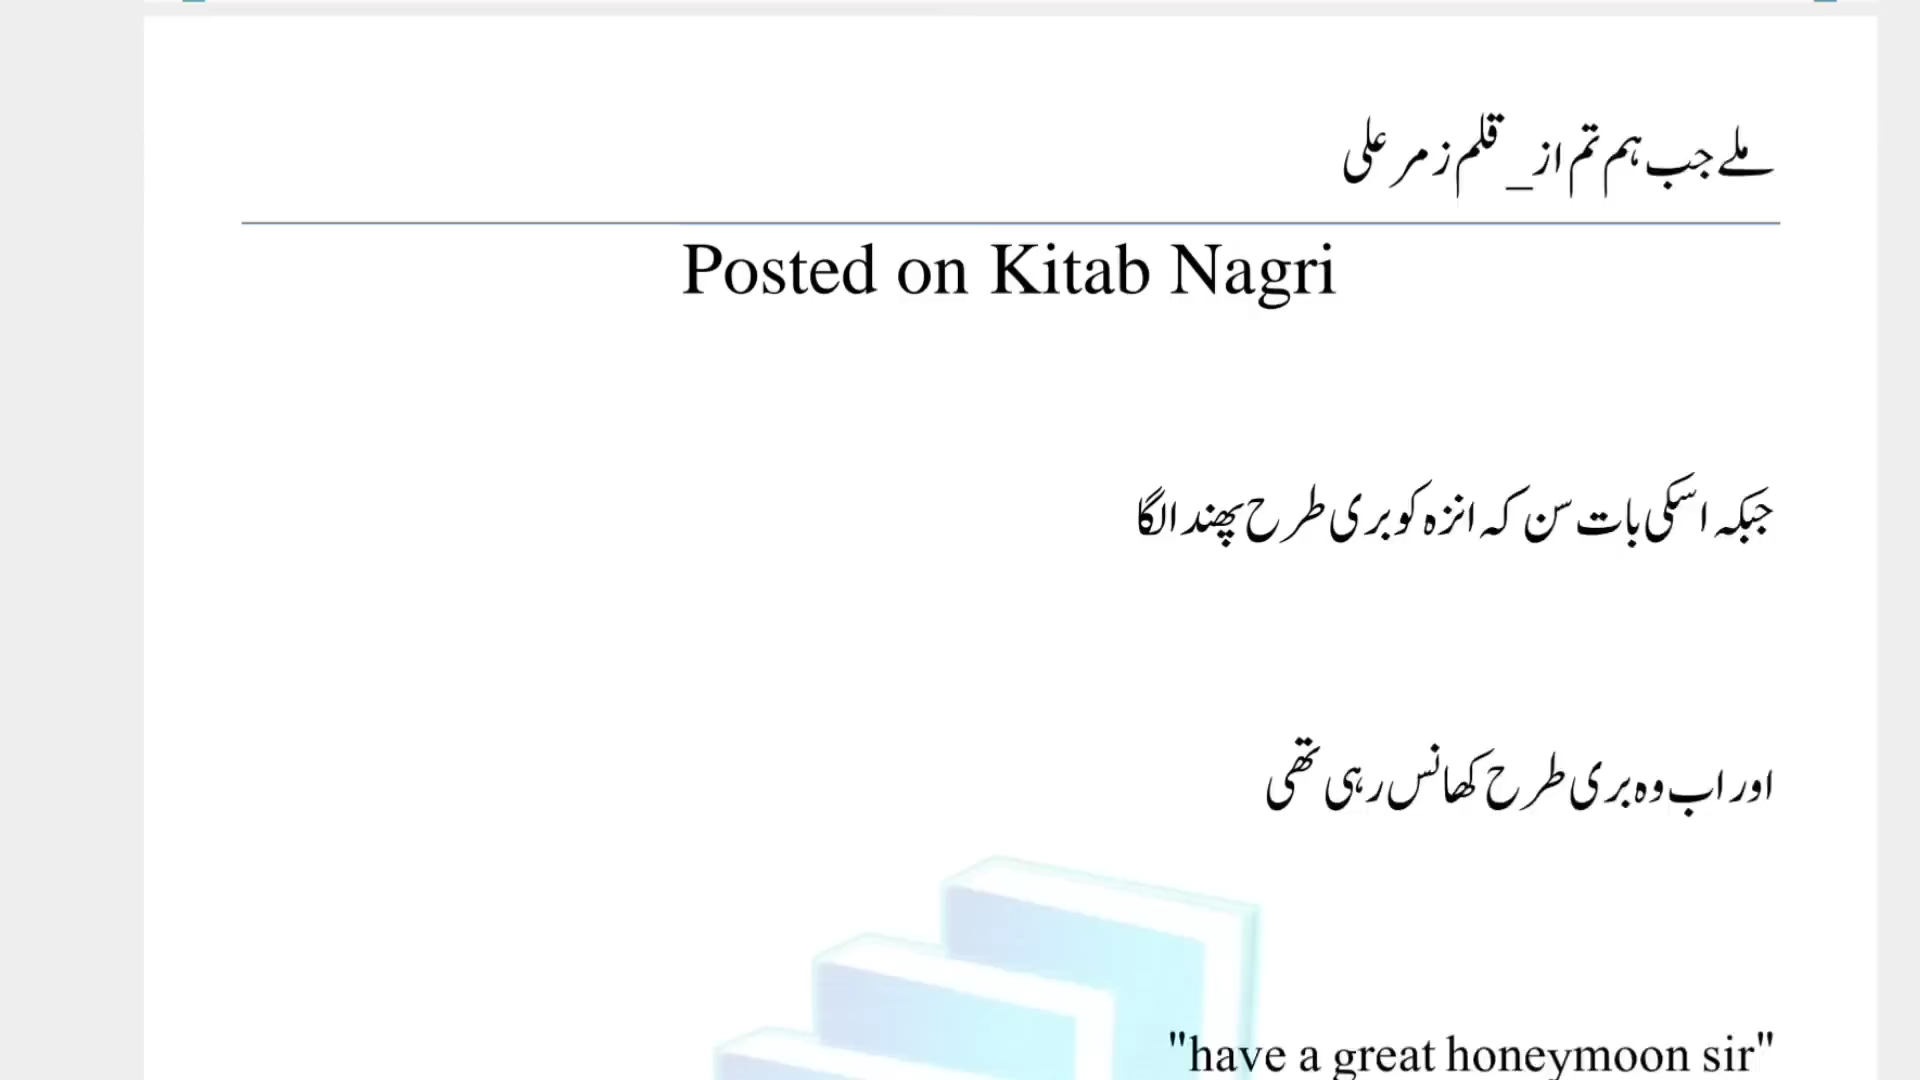 ملے جب ہم تم از_ قلم زمر علی
Posted on Kitab Nagri
جبکہ اسکی بات سن کہ انزہ کو بری طرح پھندا لگا
اور اب وہ بری طرح کھانس رہی تھی
"have a great honeymoon sir"